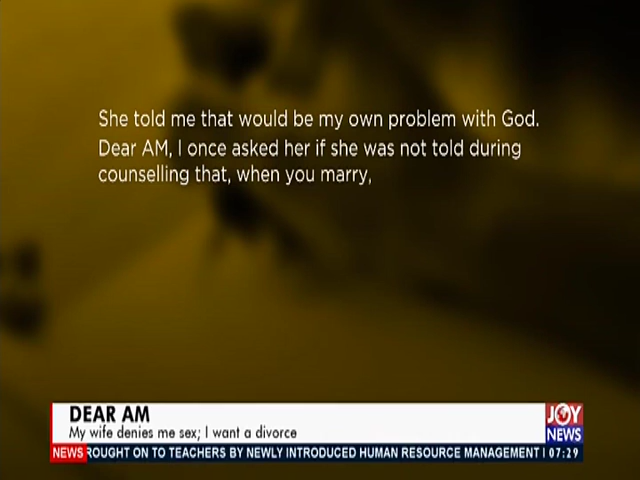 She told me that would be my own problem with God.
Dear AM, I once asked her if she was not told during
counselling that, when you marry,
DEAR AM
My wife denies me sex; I want a divorce
JOY
NEWS
NEWS ROUGHT ON TO TEACHERS BY NEWLY INTRODUCED HUMAN RESOURCE MANAGEMENT I 07:29